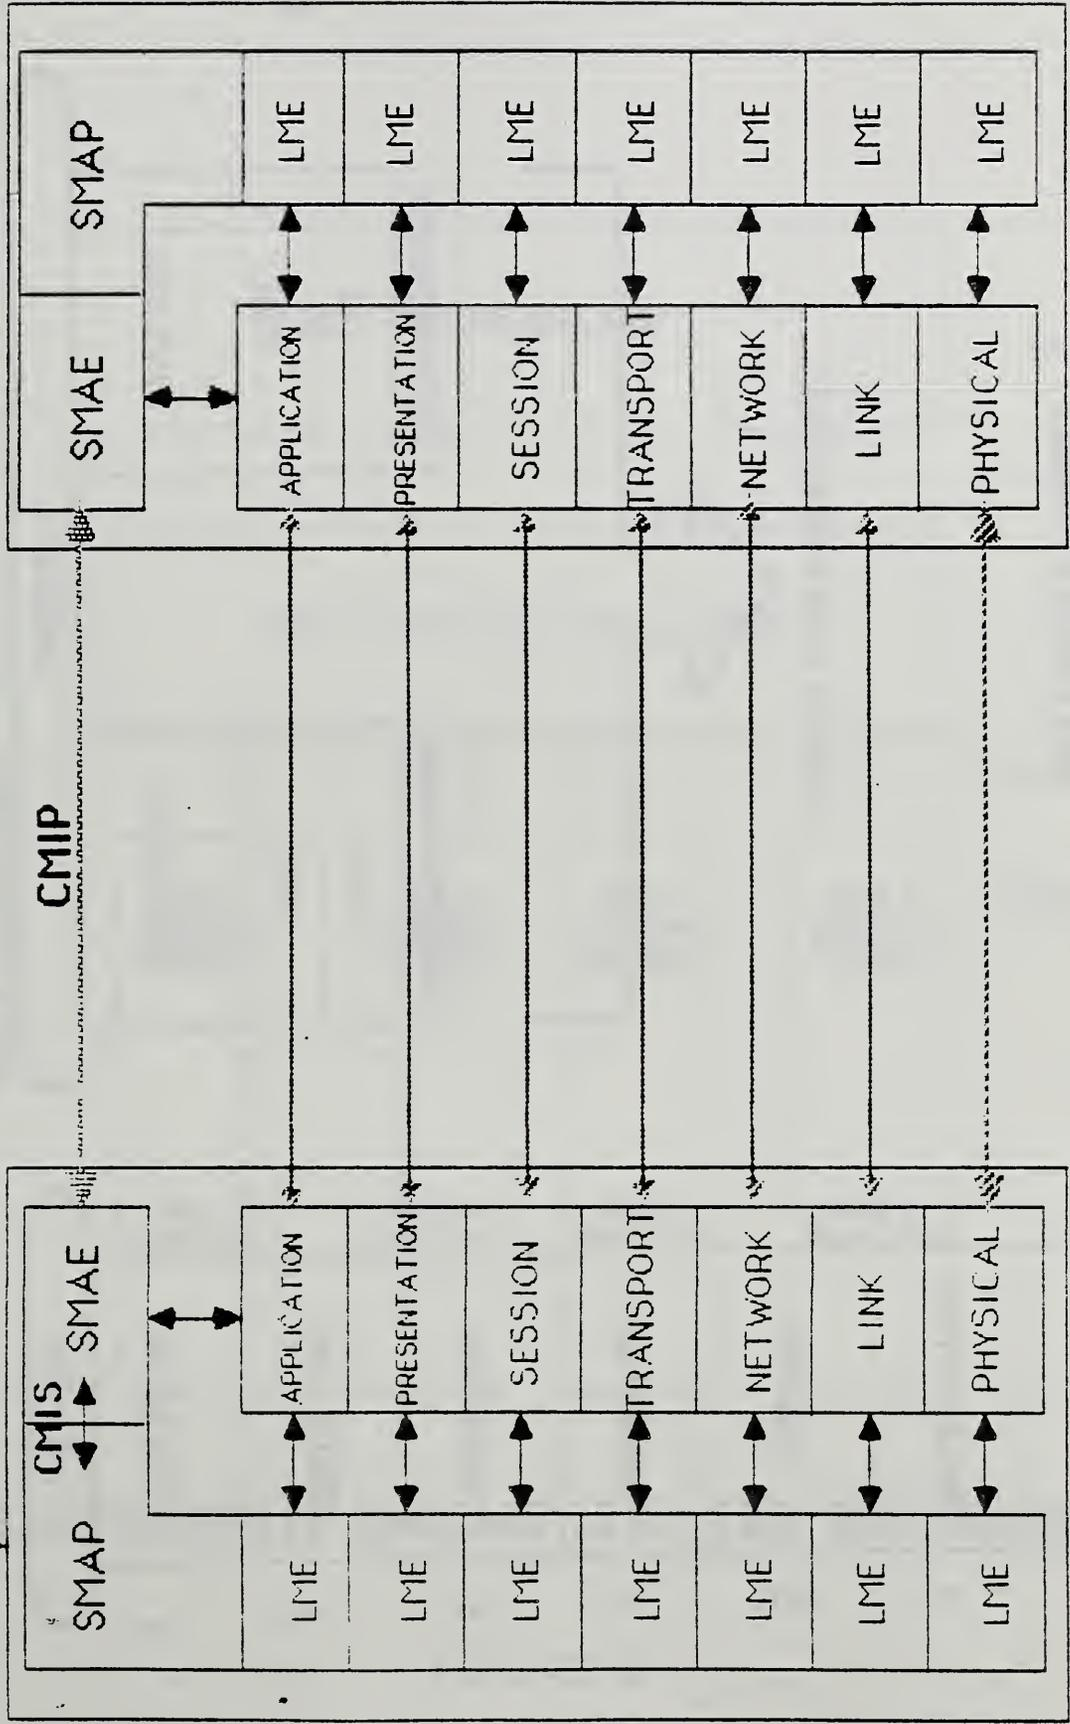 CMIS
CMIP
SMAP
SMAE
SMAE
SMAP
LME
APPLICATION
APPLICATION
LME
LME
PRESENTATION
PRESENTATION
LME
LME
SESSION
SESSION
LME
LME
TRANSPORT
TRANSPORT
LME
LME
NETWORK
NETWORK
LME
LME
LINK
LINK
LME
LME
PHYSICAL
PHYSICAL
LME